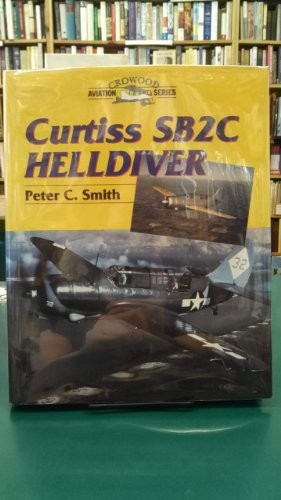 CROWOOD
AVIATION SERIES
Curtiss SB2C
HELLDIVER
Peter C. Smith
32